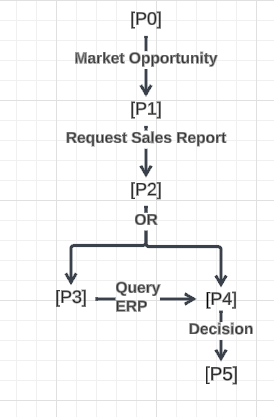 [P0]
Market Opportunity
[P1]
Request Sales Report
[P2]
OR
[P3]
Query
ERP
[P4]
Decision
[P5]